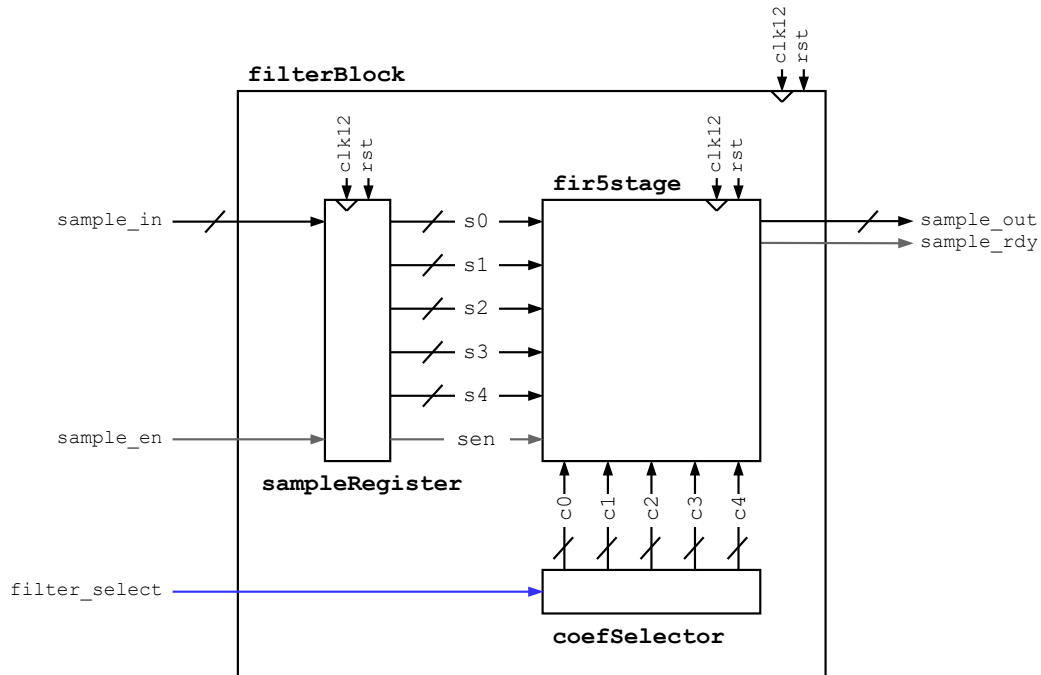 clk12
rst
filterBlock
clk12
rst
clk12
rst
fir5stage
sample_in
s0
sample_out
sample_rdy
s1
s2
s3
s4
sample_en
sen
sampleRegister
c0
c1
c2
c3
c4
filter_select
coefSelector